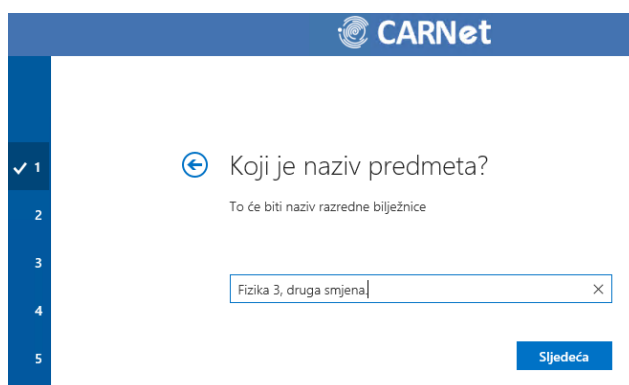 CARNet
✓ 1
2
3
4
5
Koji je naziv predmeta?
To će biti naziv razredne bilježnice
Fizika 3, druga smjena.
Sljedeća